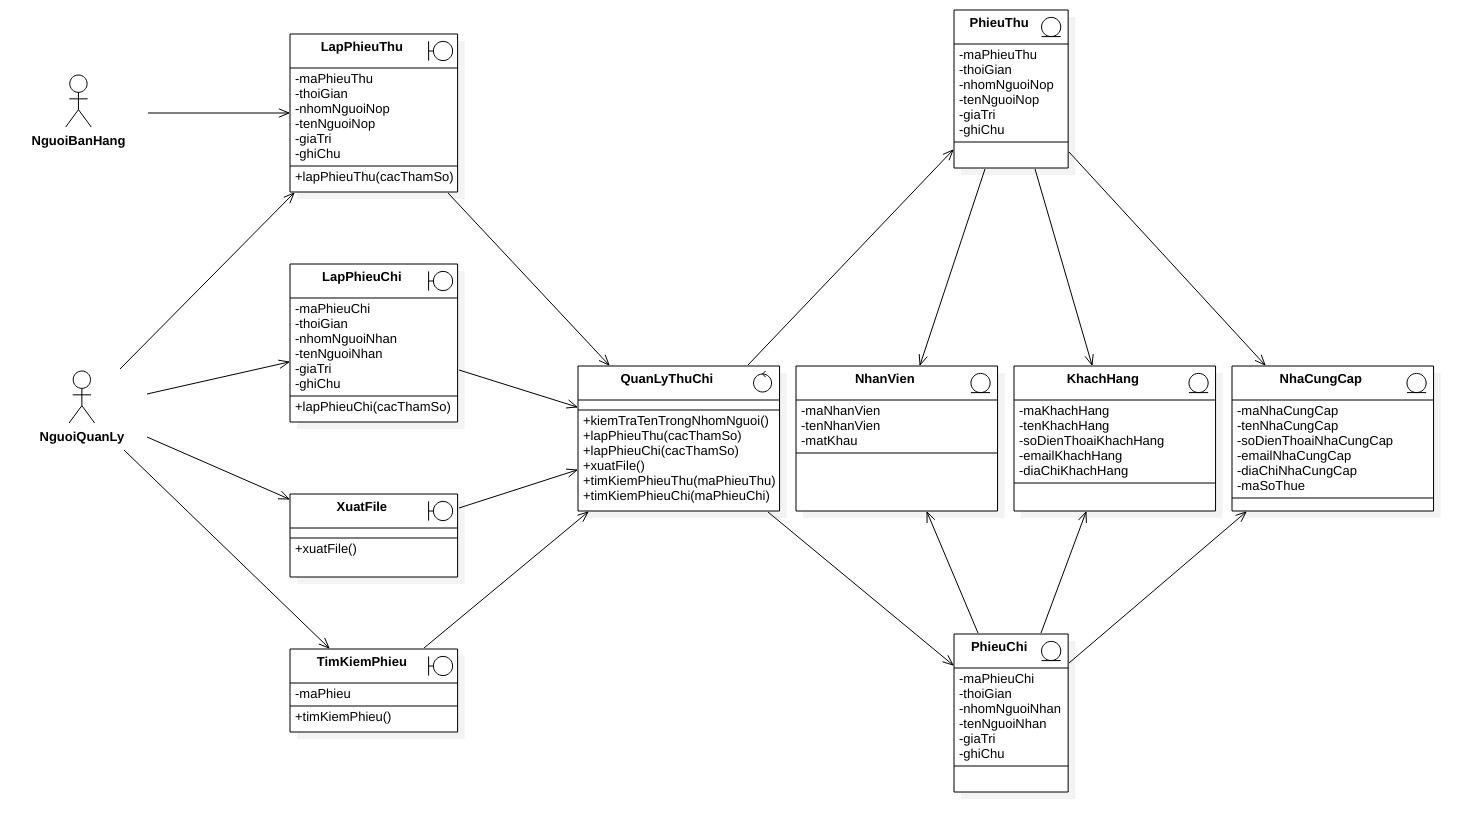 NguoiBanHang
NguoiQuanLy
LapPhieuThu
-maPhieuThu
-thoiGian
-nhomNguoiNop
-tenNguoiNop
-giaTri
-ghiChu
+lapPhieuThu(cacThamSo)
LapPhieuChi
-maPhieuChi
-thoiGian
-nhomNguoiNhan
-tenNguoiNhan
-giaTri
-ghiChu
+lapPhieuChi(cacThamSo)
XuatFile
+xuatFile()
TimKiemPhieu
-maPhieu
+timKiemPhieu()
QuanLyThuChi
+kiemTraTenTrongNhomNguoi()
+lapPhieuThu(cacThamSo)
+lapPhieuChi(cacThamSo)
+xuatFile()
+timKiemPhieuThu(maPhieuThu)
+timKiemPhieuChi(maPhieuChi)
PhieuThu
-maPhieuThu
-thoiGian
-nhomNguoiNop
-tenNguoiNop
-giaTri
-ghiChu
NhanVien
-maNhanVien
-tenNhanVien
-matKhau
KhachHang
-maKhachHang
-tenKhachHang
-soDienThoaiKhachHang
-emailKhachHang
-diaChiKhachHang
NhaCungCap
-maNhaCungCap
-tenNhaCungCap
-soDienThoaiNhaCungCap
-emailNhaCungCap
-diaChiNhaCungCap
-maSoThue
PhieuChi
-maPhieuChi
-thoiGian
-nhomNguoiNhan
-tenNguoiNhan
-giaTri
-ghiChu